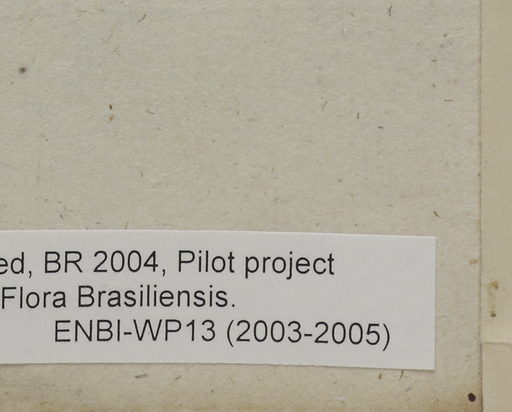 ed, BR 2004, Pilot project
Flora Brasiliensis.
ENBI-WP13 (2003-2005)